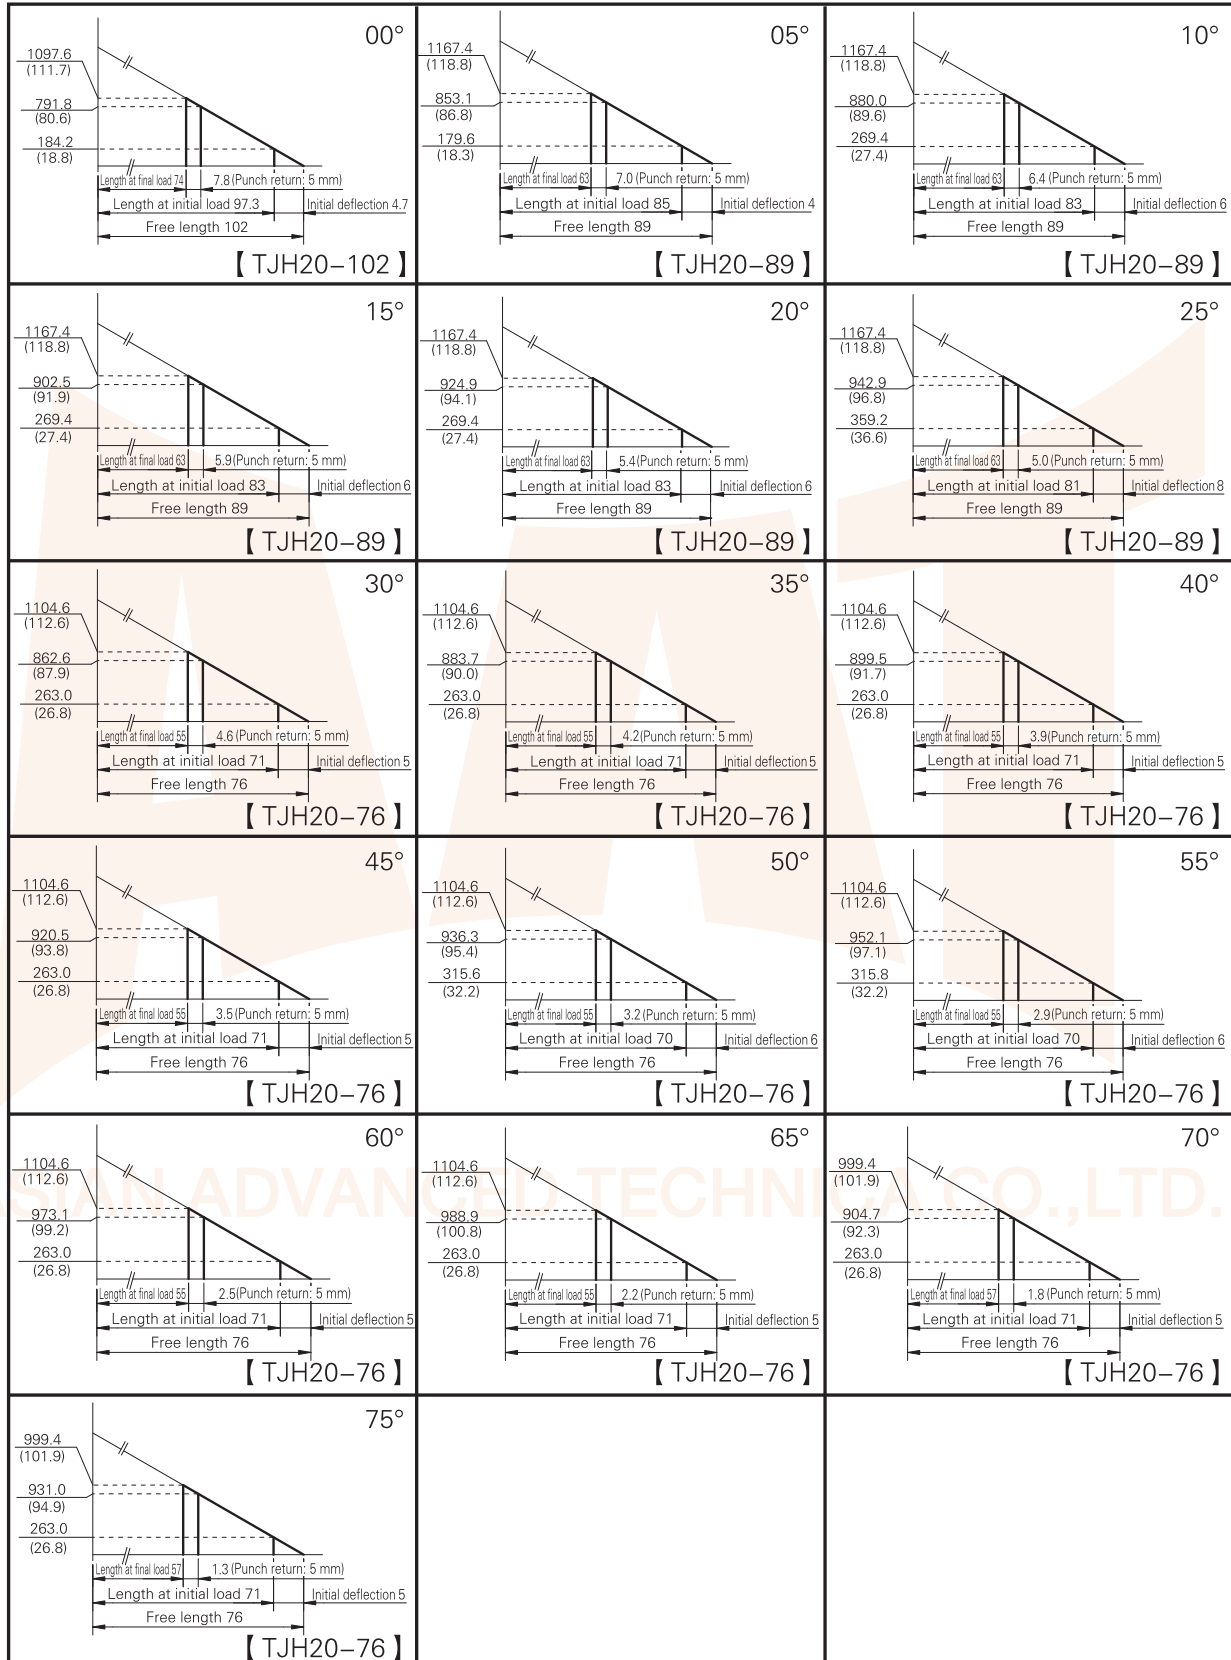 00°
1097.6
(111.7)
791.8
(80.6)
184.2
(18.8)
Length at final load 74
7.8 (Punch return: 5 mm)
Length at initial load 97.3
Initial deflection 4.7
Free length 102
【 TJH20-102 】
05°
1167.4
(118.8)
853.1
(86.8)
179.6
(18.3)
Length at final load 63
7.0 (Punch return: 5 mm)
Length at initial load 85
Initial deflection 4
Free length 89
【 TJH20-89 】
10°
1167.4
(118.8)
880.0
(89.6)
269.4
(27.4)
Length at final load 63
6.4 (Punch return: 5 mm)
Length at initial load 83
Initial deflection 6
Free length 89
【 TJH20-89 】
15°
1167.4
(118.8)
902.5
(91.9)
269.4
(27.4)
Length at final load 63
5.9 (Punch return: 5 mm)
Length at initial load 83
Initial deflection 6
Free length 89
【 TJH20-89 】
20°
1167.4
(118.8)
924.9
(94.1)
269.4
(27.4)
Length at final load 63
5.4 (Punch return: 5 mm)
Length at initial load 83
Initial deflection 6
Free length 89
【 TJH20-89 】
25°
1167.4
(118.8)
942.9
(96.8)
359.2
(36.6)
Length at final load 63
5.0 (Punch return: 5 mm)
Length at initial load 81
Initial deflection 8
Free length 89
【 TJH20-89 】
30°
1104.6
(112.6)
862.6
(87.9)
263.0
(26.8)
Length at final load 55
4.6 (Punch return: 5 mm)
Length at initial load 71
Initial deflection 5
Free length 76
【 TJH20-76 】
35°
1104.6
(112.6)
883.7
(90.0)
263.0
(26.8)
Length at final load 55
4.2 (Punch return: 5 mm)
Length at initial load 71
Initial deflection 5
Free length 76
【 TJH20-76 】
40°
1104.6
(112.6)
899.5
(91.7)
263.0
(26.8)
Length at final load 55
3.9 (Punch return: 5 mm)
Length at initial load 71
Initial deflection 5
Free length 76
【 TJH20-76 】
45°
1104.6
(112.6)
920.5
(93.8)
263.0
(26.8)
Length at final load 55
3.5 (Punch return: 5 mm)
Length at initial load 71
Initial deflection 5
Free length 76
【 TJH20-76 】
50°
1104.6
(112.6)
936.3
(95.4)
315.6
(32.2)
Length at final load 55
3.2 (Punch return: 5 mm)
Length at initial load 70
Initial deflection 6
Free length 76
【 TJH20-76 】
55°
1104.6
(112.6)
952.1
(97.1)
315.8
(32.2)
Length at final load 55
2.9 (Punch return: 5 mm)
Length at initial load 70
Initial deflection 6
Free length 76
【 TJH20-76 】
60°
1104.6
(112.6)
973.1
(99.2)
263.0
(26.8)
Length at final load 55
2.5 (Punch return: 5 mm)
Length at initial load 71
Initial deflection 5
Free length 76
【 TJH20-76 】
65°
1104.6
(112.6)
988.9
(100.8)
263.0
(26.8)
Length at final load 55
2.2 (Punch return: 5 mm)
Length at initial load 71
Initial deflection 5
Free length 76
【 TJH20-76 】
70°
999.4
(101.9)
904.7
(92.3)
263.0
(26.8)
Length at final load 57
1.8 (Punch return: 5 mm)
Length at initial load 71
Initial deflection 5
Free length 76
【 TJH20-76 】
75°
999.4
(101.9)
931.0
(94.9)
263.0
(26.8)
Length at final load 57
1.3 (Punch return: 5 mm)
Length at initial load 71
Initial deflection 5
Free length 76
【 TJH20-76 】
ASIAN ADVANCED TECHNICA CO.,LTD.